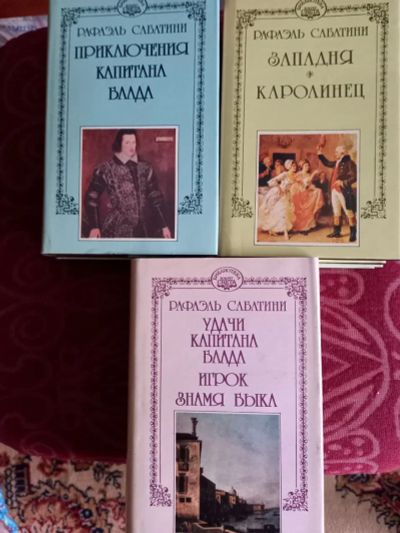 РАФАЭЛЬ САБАТИНИ
ПРИКЛЮЧЕНИЯ
КАПИТАНА
БЛАДА
РАФАЭЛЬ САБАТИНИ
ЗАПАДНЯ
КАРОЛИНЕЦ
РАФАЭЛЬ САБАТИНИ
УДАЧИ
КАПИТАНА
БЛАДА
ИГРОК
ЗНАМЯ БЫКА